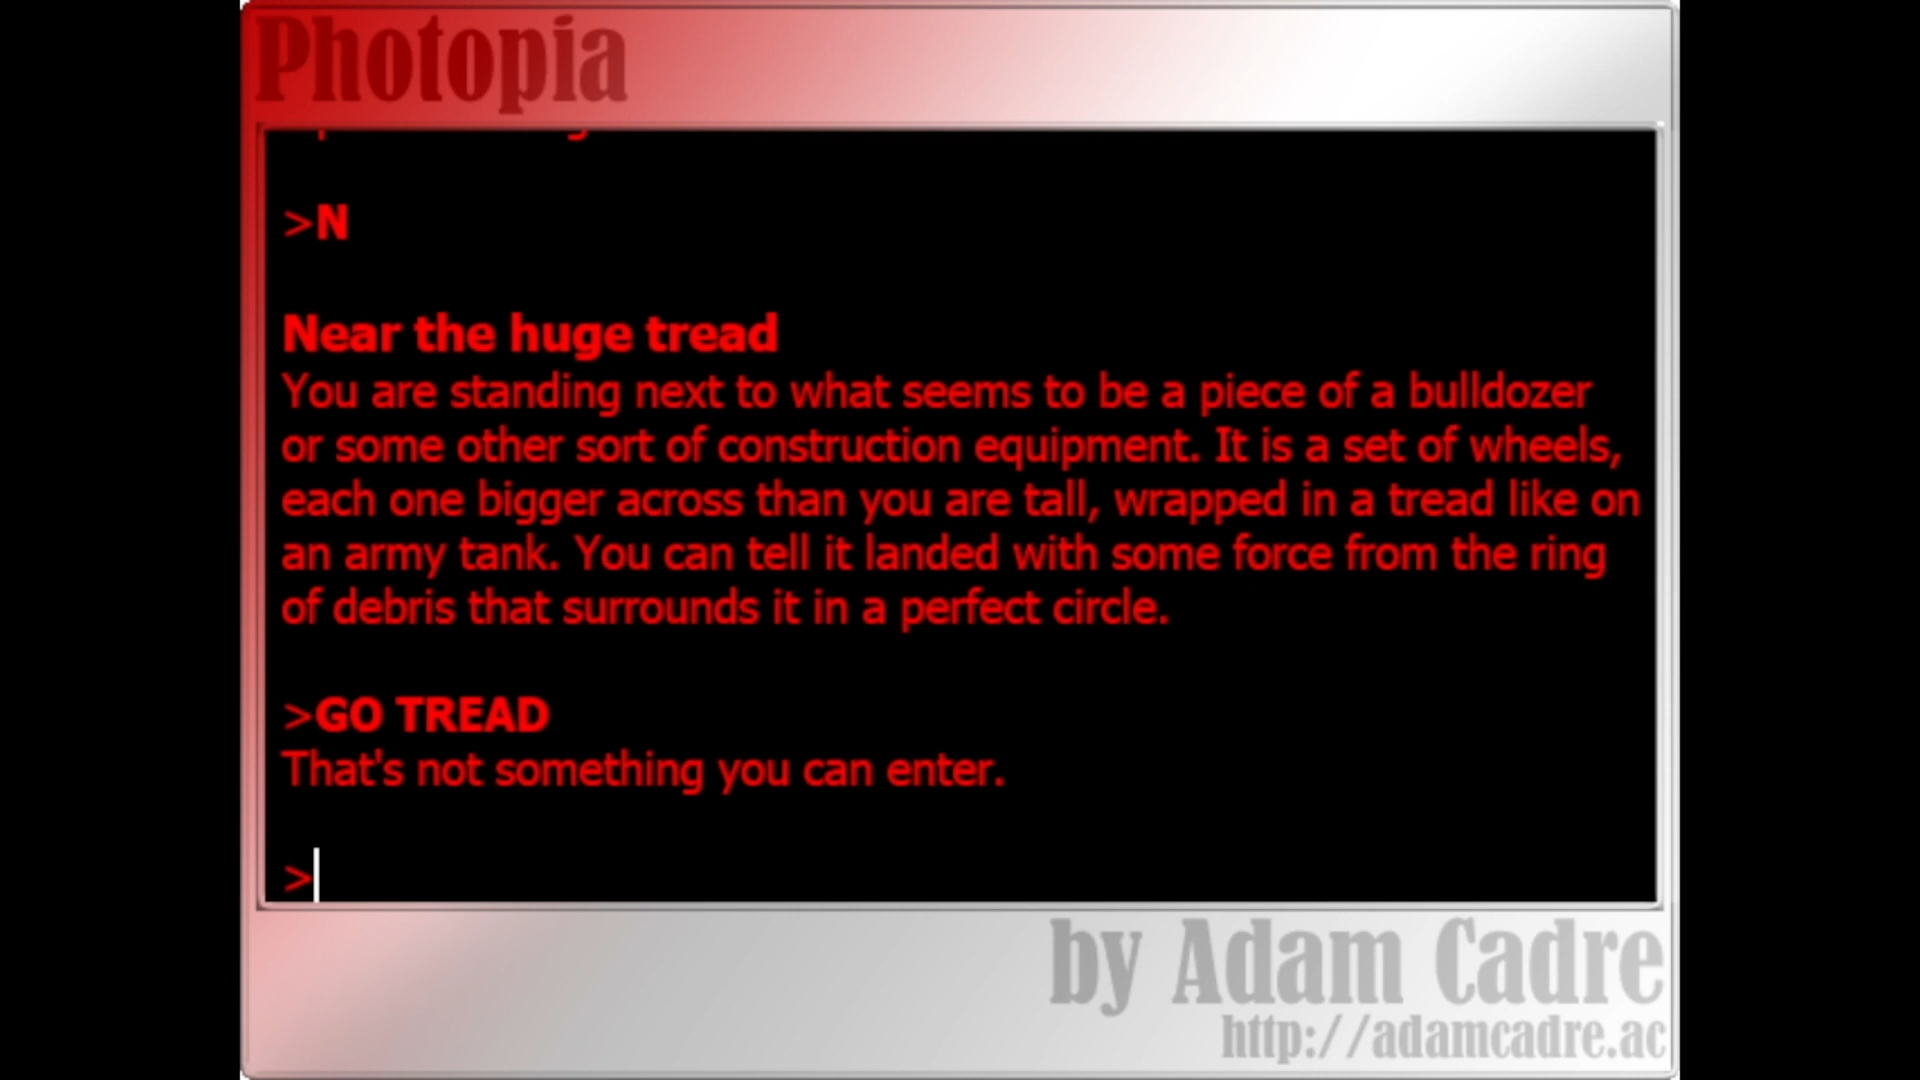 Photopia
>N
Near the huge tread
You are standing next to what seems to be a piece of a bulldozer
or some other sort of construction equipment. It is a set of wheels,
each one bigger across than you are tall, wrapped in a tread like on
an army tank. You can tell it landed with some force from the ring
of debris that surrounds it in a perfect circle.
>GO TREAD
That's not something you can enter.
>
by Adam Cadre
http://adamcadre.ac